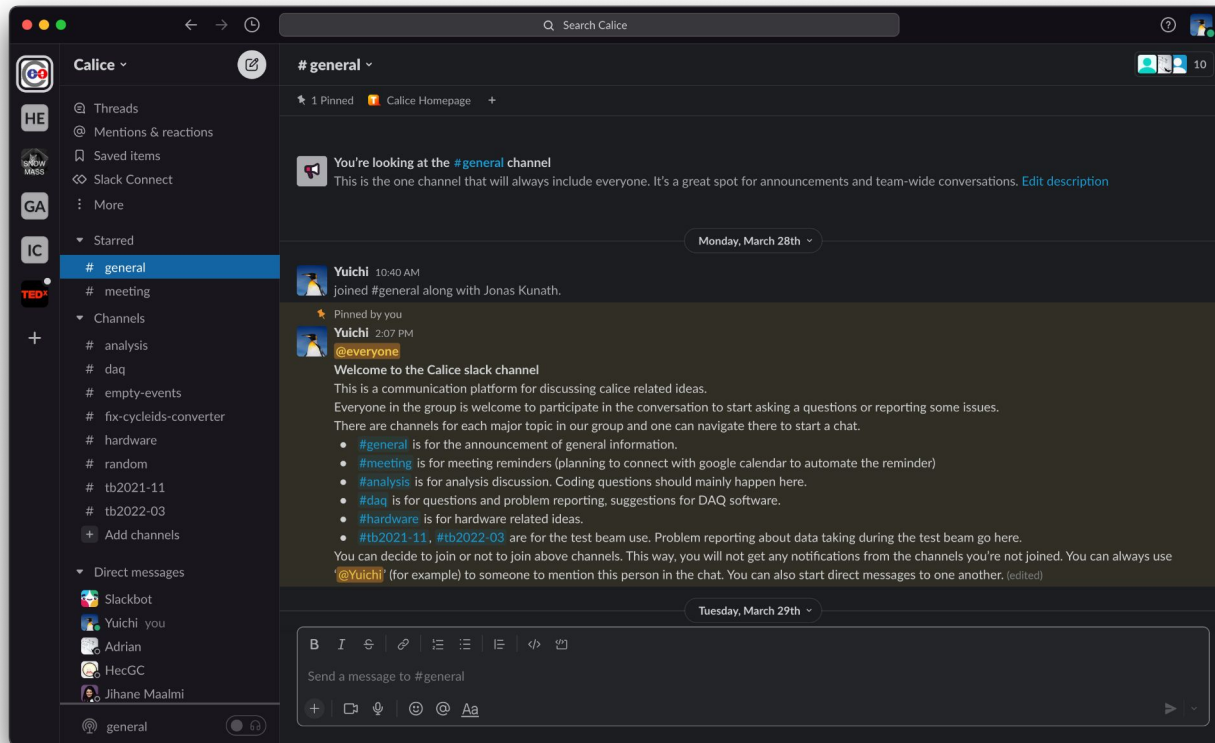 Search Calice
Calice
# general
10
HE
SNOW
MASS
GA
IC
TEDx
Threads
Mentions & reactions
Saved items
Slack Connect
More
Starred
# general
# meeting
Channels
# analysis
# daq
# empty-events
# fix-cycleids-converter
# hardware
# random
# tb2021-11
# tb2022-03
+ Add channels
Direct messages
Slackbot
Yuichi you
Adrian
HecGC
Jihane Maalmi
general
1 Pinned Calice Homepage +
You’re looking at the #general channel
This is the one channel that will always include everyone. It’s a great spot for announcements and team-wide conversations. Edit description
Monday, March 28th
Yuichi 10:40 AM
joined #general along with Jonas Kunath.
Pinned by you
Yuichi 2:07 PM
@everyone
Welcome to the Calice slack channel
This is a communication platform for discussing calice related ideas.
Everyone in the group is welcome to participate in the conversation to start asking a questions or reporting some issues.
There are channels for each major topic in our group and one can navigate there to start a chat.
• #general is for the announcement of general information.
• #meeting is for meeting reminders (planning to connect with google calendar to automate the reminder)
• #analysis is for analysis discussion. Coding questions should mainly happen here.
• #daq is for questions and problem reporting, suggestions for DAQ software.
• #hardware is for hardware related ideas.
• #tb2021-11, #tb2022-03 are for the test beam use. Problem reporting about data taking during the test beam go here.
You can decide to join or not to join above channels. This way, you will not get any notifications from the channels you’re not joined. You can always use
‘@Yuichi’ (for example) to someone to mention this person in the chat. You can also start direct messages to one another. (edited)
Tuesday, March 29th
B I S
Send a message to #general
+ @ Aa